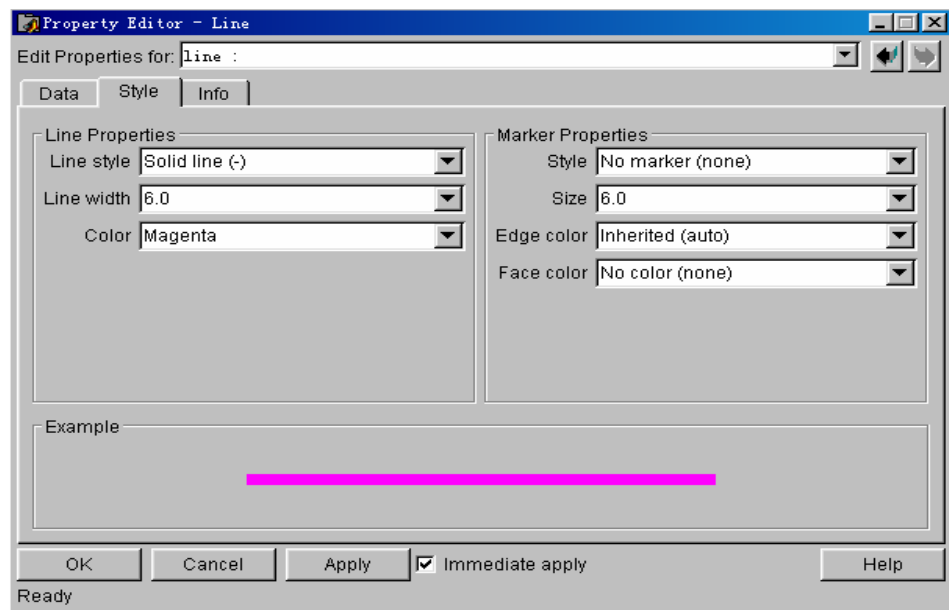 Property Editor - Line
Edit Properties for: line :
Data Style Info
Line Properties
Line style Solid line (-)
Line width 6.0
Color Magenta
Marker Properties
Style No marker (none)
Size 6.0
Edge color Inherited (auto)
Face color No color (none)
Example
OK Cancel Apply Immediate apply Help
Ready